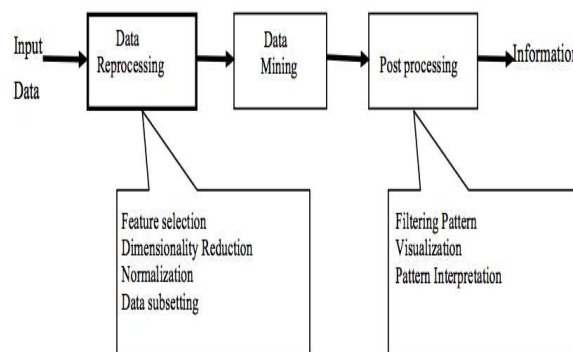 Input
Data
Data
Reprocessing
Data
Mining
Post processing
Information
Feature selection
Dimensionality Reduction
Normalization
Data subsetting
Filtering Pattern
Visualization
Pattern Interpretation